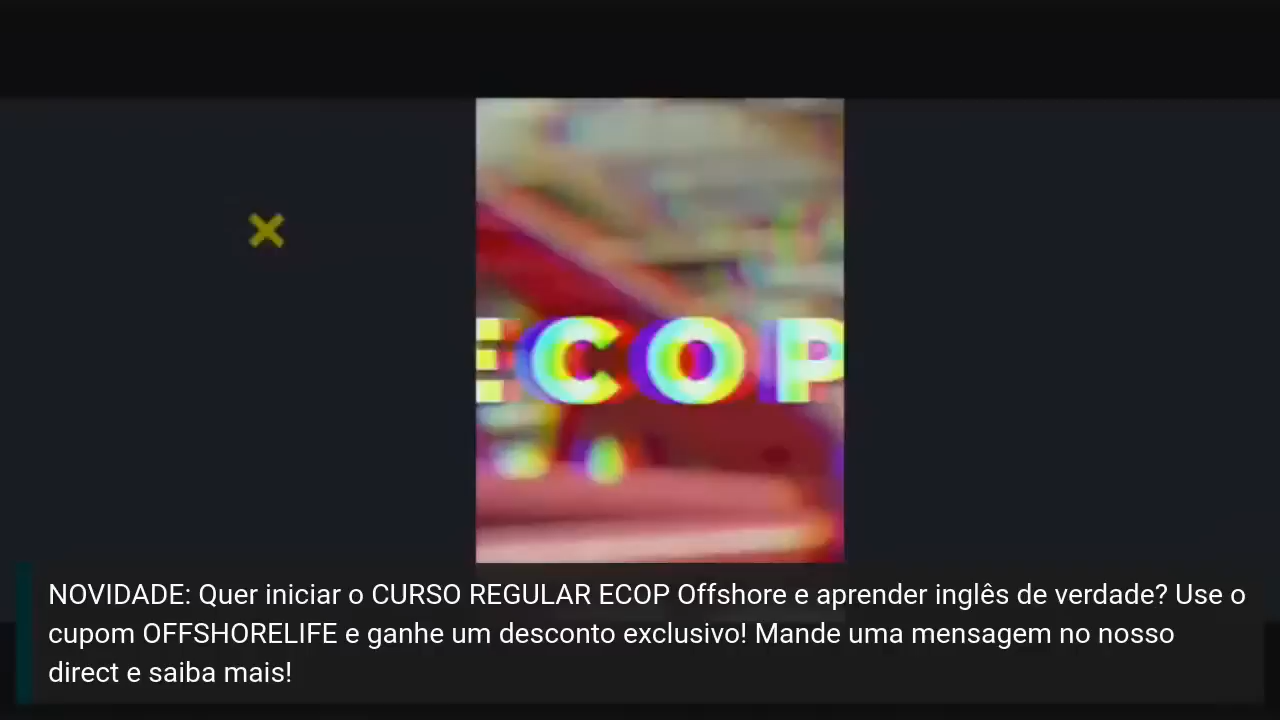 ECOP
NOVIDADE: Quer iniciar o CURSO REGULAR ECOP Offshore e aprender inglês de verdade? Use o
cupom OFFSHORELIFE e ganhe um desconto exclusivo! Mande uma mensagem no nosso
direct e saiba mais!